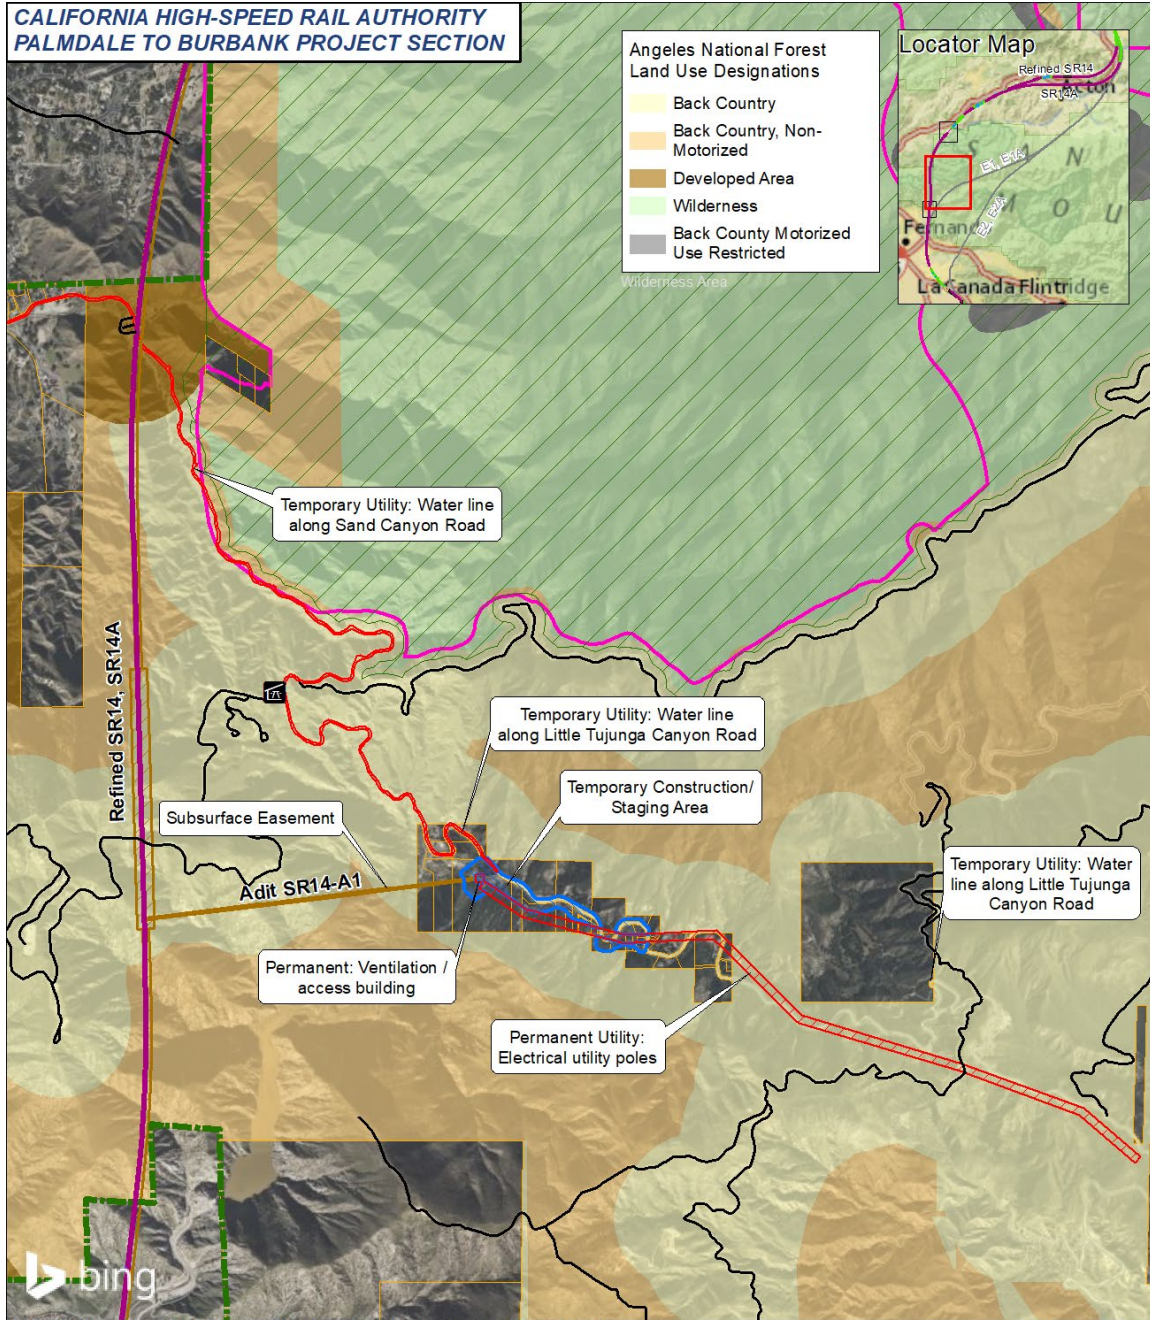 CALIFORNIA HIGH-SPEED RAIL AUTHORITY
PALMDALE TO BURBANK PROJECT SECTION
Angeles National Forest
Land Use Designations
Back Country
Back Country, Non-
Motorized
Developed Area
Wilderness
Back County Motorized
Use Restricted
Wilderness Area
Locator Map
Refined SR14
SR14A
Acton
S A N
E1, E1A
M O U
E2, E2A
Fernando
La Canada Flintridge
Temporary Utility: Water line
along Sand Canyon Road
Refined SR14, SR14A
Temporary Utility: Water line
along Little Tujunga Canyon Road
Temporary Construction/
Staging Area
Subsurface Easement
Adit SR14-A1
Temporary Utility: Water
line along Little Tujunga
Canyon Road
Permanent: Ventilation /
access building
Permanent Utility:
Electrical utility poles
bing